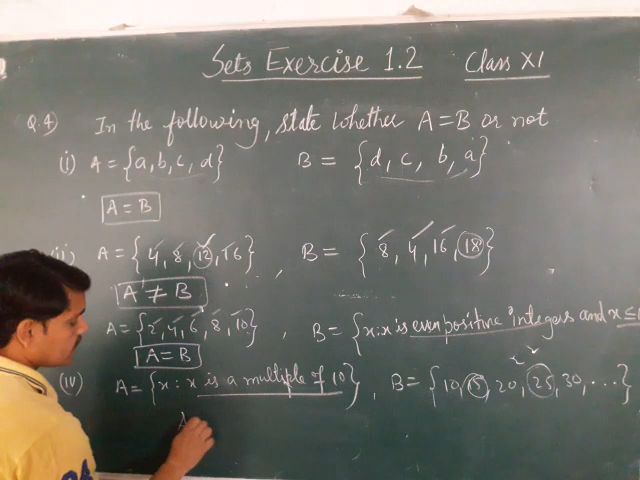 Sets Exercise 1.2 Class XI
Q.4) In the following, state whether A = B or not
(i) A = {a, b, c, d} B = {d, c, b, a}
A = B
A = {4, 8, 12, 16}, B = {8, 4, 16, 18}
A ≠ B
A = {2, 4, 6, 8, 10}, B = {x : x is even positive integers and x ≤
A = B
(iv) A = {x : x is a multiple of 10}, B = {10, 15, 20, 25, 30, ...}
A